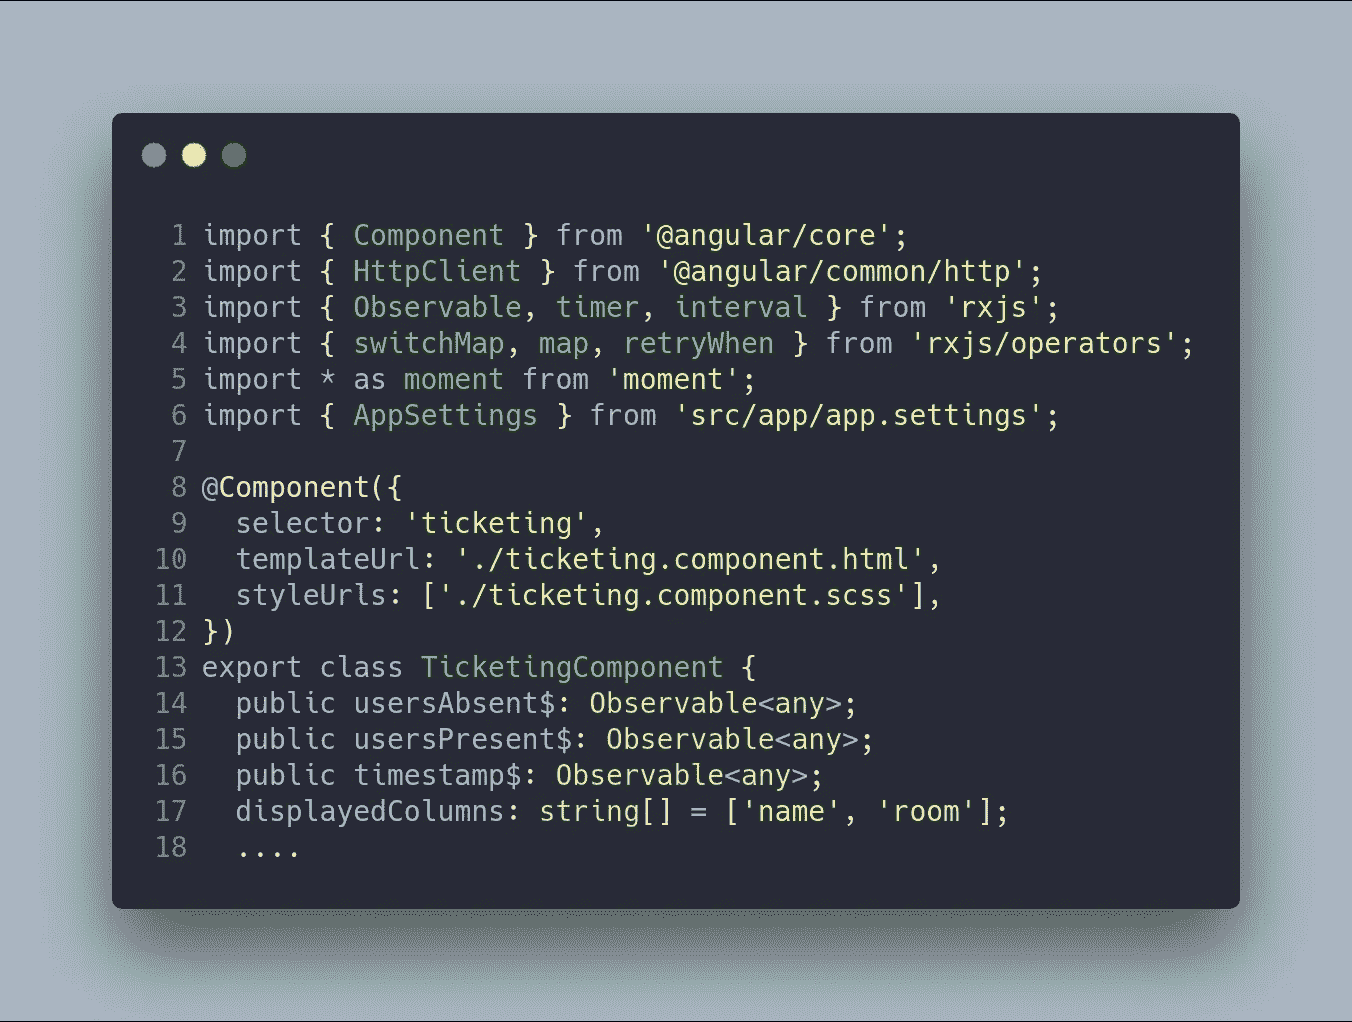 1 import { Component } from '@angular/core';
2 import { HttpClient } from '@angular/common/http';
3 import { Observable, timer, interval } from 'rxjs';
4 import { switchMap, map, retryWhen } from 'rxjs/operators';
5 import * as moment from 'moment';
6 import { AppSettings } from 'src/app/app.settings';
7
8 @Component({
9   selector: 'ticketing',
10   templateUrl: './ticketing.component.html',
11   styleUrls: ['./ticketing.component.scss'],
12 })
13 export class TicketingComponent {
14   public usersAbsent$: Observable<any>;
15   public usersPresent$: Observable<any>;
16   public timestamp$: Observable<any>;
17   displayedColumns: string[] = ['name', 'room'];
18   ....